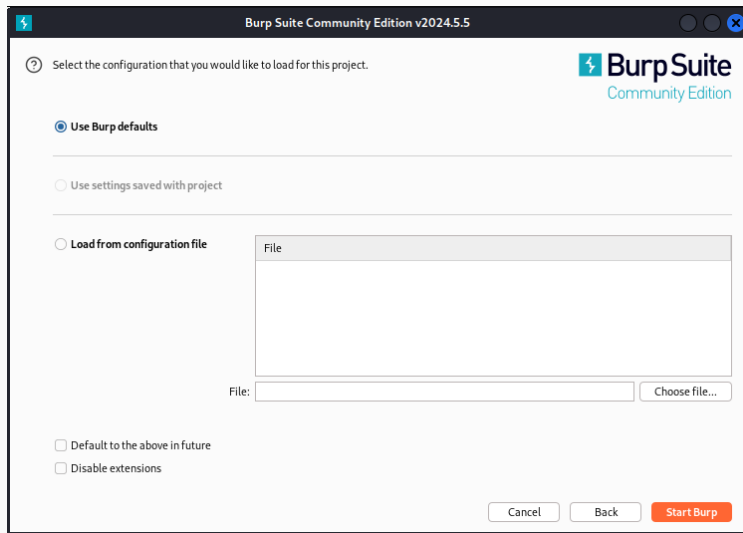 Burp Suite Community Edition v2024.5.5
Select the configuration that you would like to load for this project.
Burp Suite
Community Edition
Use Burp defaults
Use settings saved with project
Load from configuration file
File
File:
Choose file...
Default to the above in future
Disable extensions
Cancel
Back
Start Burp